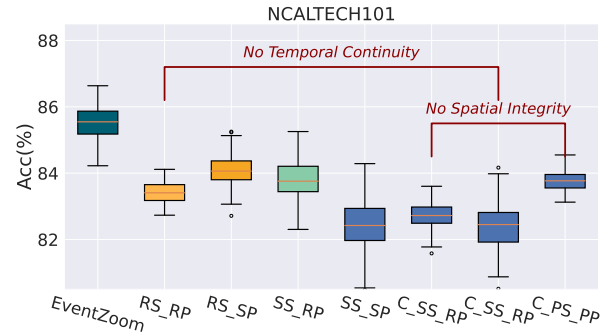 NCALTECH101
88
No Temporal Continuity
86
No Spatial Integrity
Acc(%)
84
82
EventZoom RS_RP RS_SP SS_RP SS_SP C_SS_RP C_SS_RP C_PS_PP